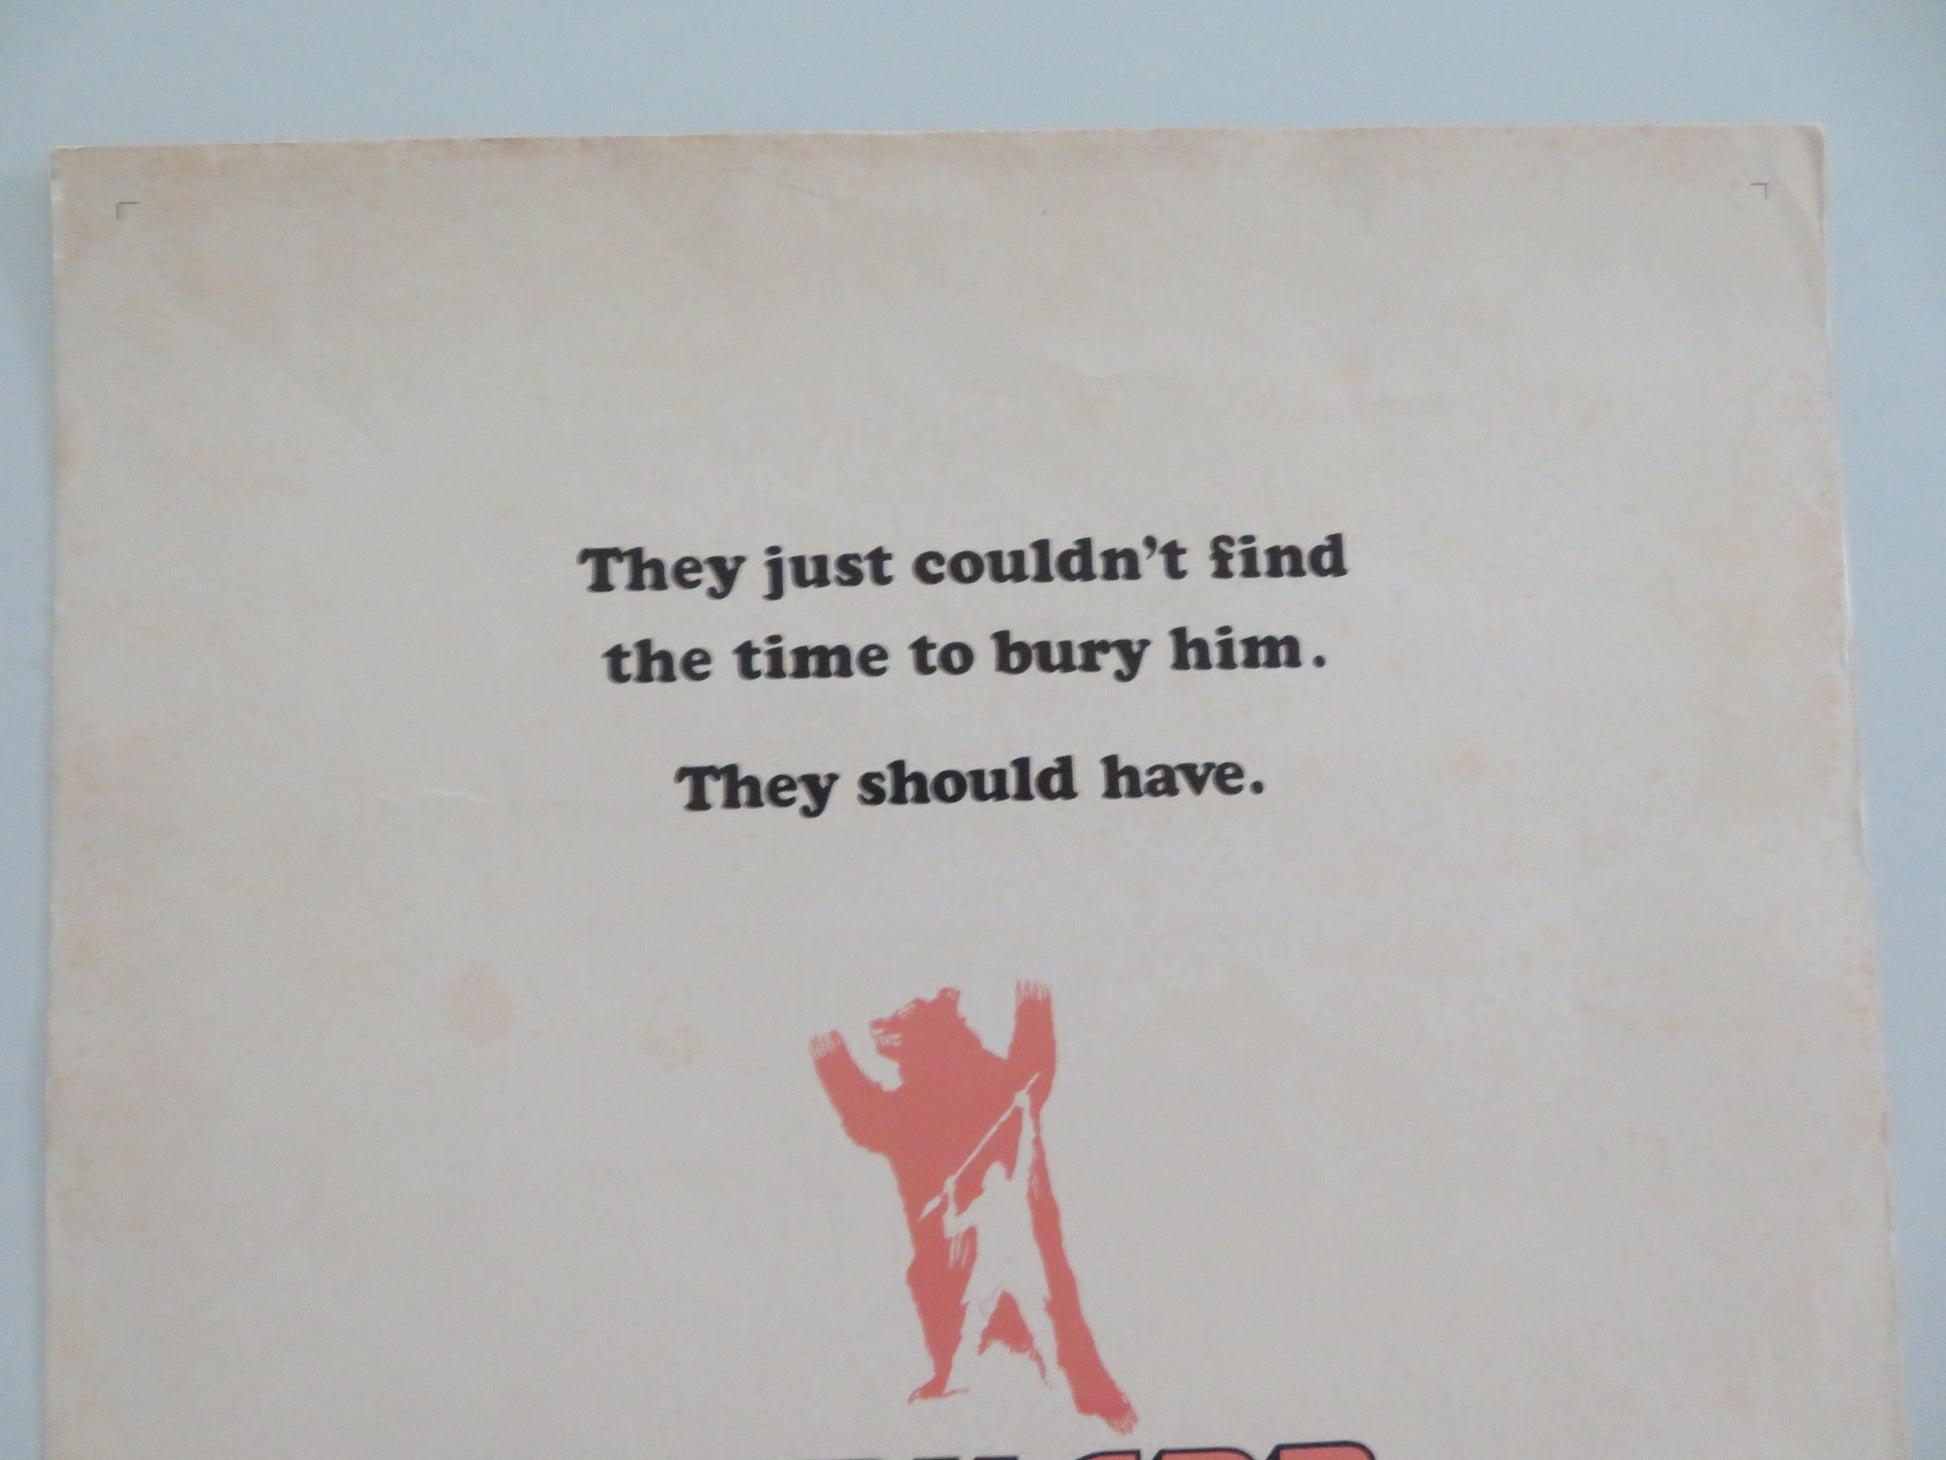 They just couldn't find
the time to bury him.
They should have.